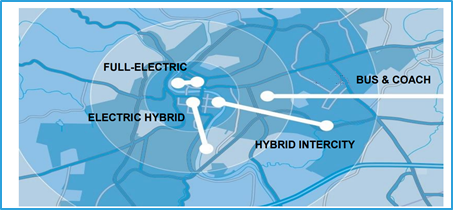 FULL-ELECTRIC
BUS & COACH
ELECTRIC HYBRID
HYBRID INTERCITY